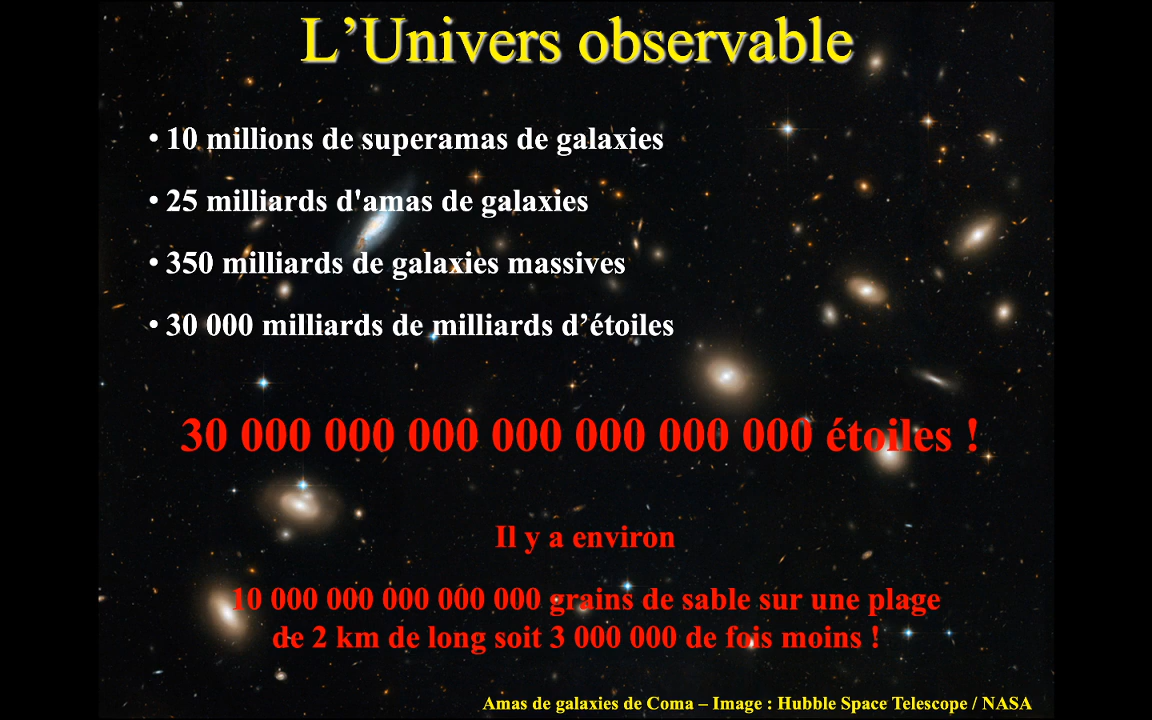 L’Univers observable
• 10 millions de superamas de galaxies
• 25 milliards d'amas de galaxies
• 350 milliards de galaxies massives
• 30 000 milliards de milliards d’étoiles
30 000 000 000 000 000 000 000 étoiles !
Il y a environ
10 000 000 000 000 000 grains de sable sur une plage
de 2 km de long soit 3 000 000 de fois moins !
Amas de galaxies de Coma – Image : Hubble Space Telescope / NASA